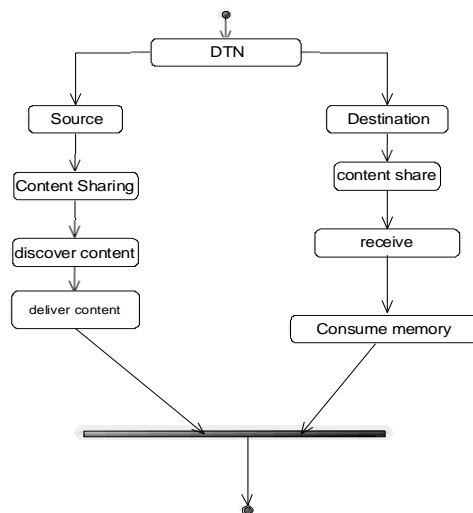 DTN
Source
Destination
Content Sharing
content share
discover content
receive
deliver content
Consume memory